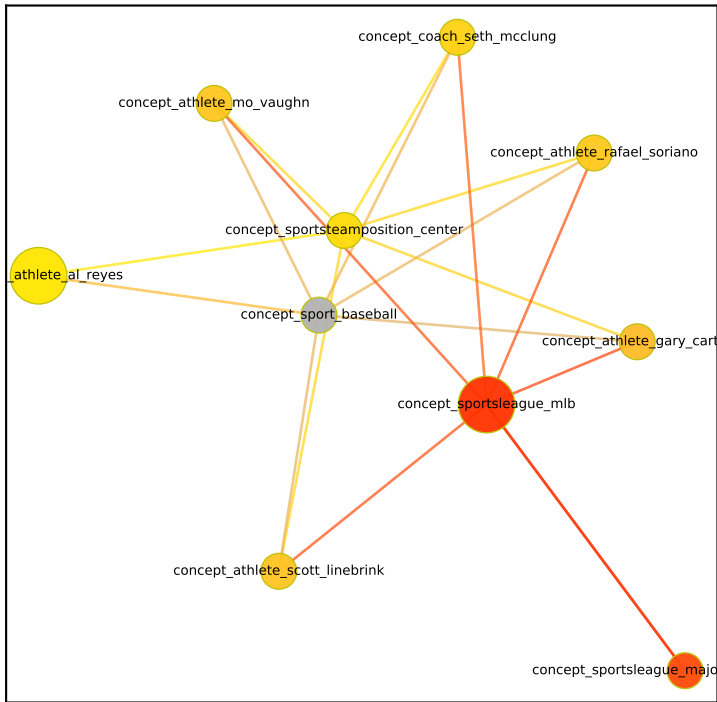 concept_coach_seth_mcclung
concept_athlete_mo_vaughn
concept_athlete_rafael_soriano
concept_sportsteamposition_center
_athlete_al_reyes
concept_sport_baseball
concept_athlete_gary_cart
concept_sportsleague_mlb
concept_athlete_scott_linebrink
concept_sportsleague_majo